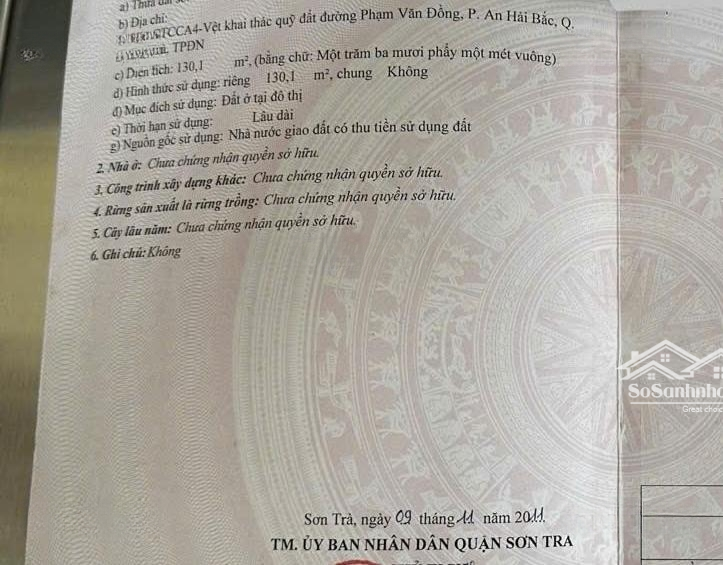 a) Thửa đất số
b) Địa chỉ:
STCCA4-Vệt khai thác quỹ đất đường Phạm Văn Đồng, P. An Hải Bắc, Q.
TPĐN
c) Diện tích: 130,1 m², (bằng chữ: Một trăm ba mươi phẩy một mét vuông)
d) Hình thức sử dụng: riêng 130,1 m², chung Không
đ) Mục đích sử dụng: Đất ở tại đô thị
e) Thời hạn sử dụng: Lâu dài
g) Nguồn gốc sử dụng: Nhà nước giao đất có thu tiền sử dụng đất
2. Nhà ở: Chưa chứng nhận quyền sở hữu.
3. Công trình xây dựng khác: Chưa chứng nhận quyền sở hữu.
4. Rừng sản xuất là rừng trồng: Chưa chứng nhận quyền sở hữu.
5. Cây lâu năm: Chưa chứng nhận quyền sở hữu.
6. Ghi chú: Không
SoSanhnh
Great choic
Sơn Trà, ngày 09 tháng 11 năm 2011.
TM. ỦY BAN NHÂN DÂN QUẬN SƠN TRA